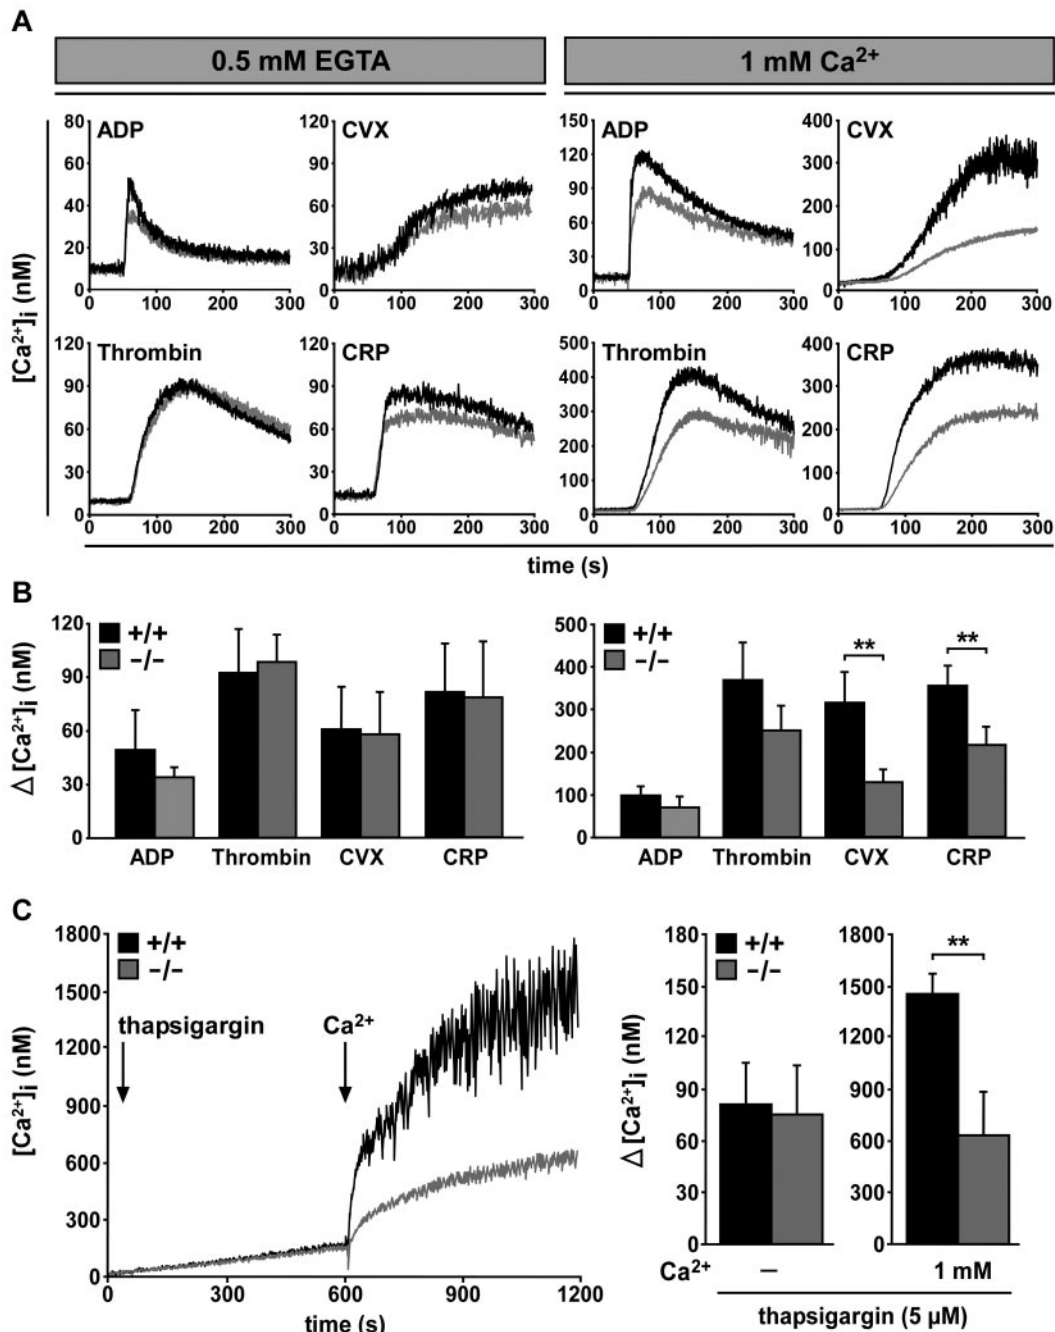 A
0.5 mM EGTA
1 mM Ca²⁺
[Ca²⁺]i (nM)
ADP
80
60
40
20
0
0 100 200 300
CVX
120
90
60
30
0
0 100 200 300
ADP
150
120
90
60
30
0
0 100 200 300
CVX
400
300
200
100
0
0 100 200 300
Thrombin
120
90
60
30
0
0 100 200 300
CRP
120
90
60
30
0
0 100 200 300
Thrombin
500
400
300
200
100
0
0 100 200 300
CRP
400
300
200
100
0
0 100 200 300
time (s)
B
Δ [Ca²⁺]i (nM)
120
90
60
30
0
+/+
−/−
ADP Thrombin CVX CRP
500
400
300
200
100
0
+/+
−/−
**
**
ADP Thrombin CVX CRP
C
[Ca²⁺]i (nM)
1800
1500
1200
900
600
300
0
+/+
−/−
thapsigargin
Ca²⁺
0 300 600 900 1200
time (s)
Δ [Ca²⁺]i (nM)
180
150
120
90
60
30
0
+/+
−/−
1800
1500
1200
900
600
300
0
**
Ca²⁺ − 1 mM
thapsigargin (5 µM)